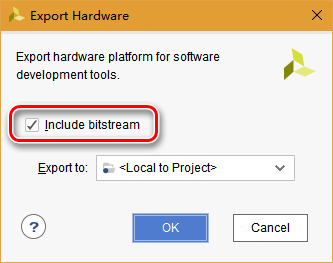 Export Hardware
Export hardware platform for software
development tools.
Include bitstream
Export to: <Local to Project>
?
OK Cancel